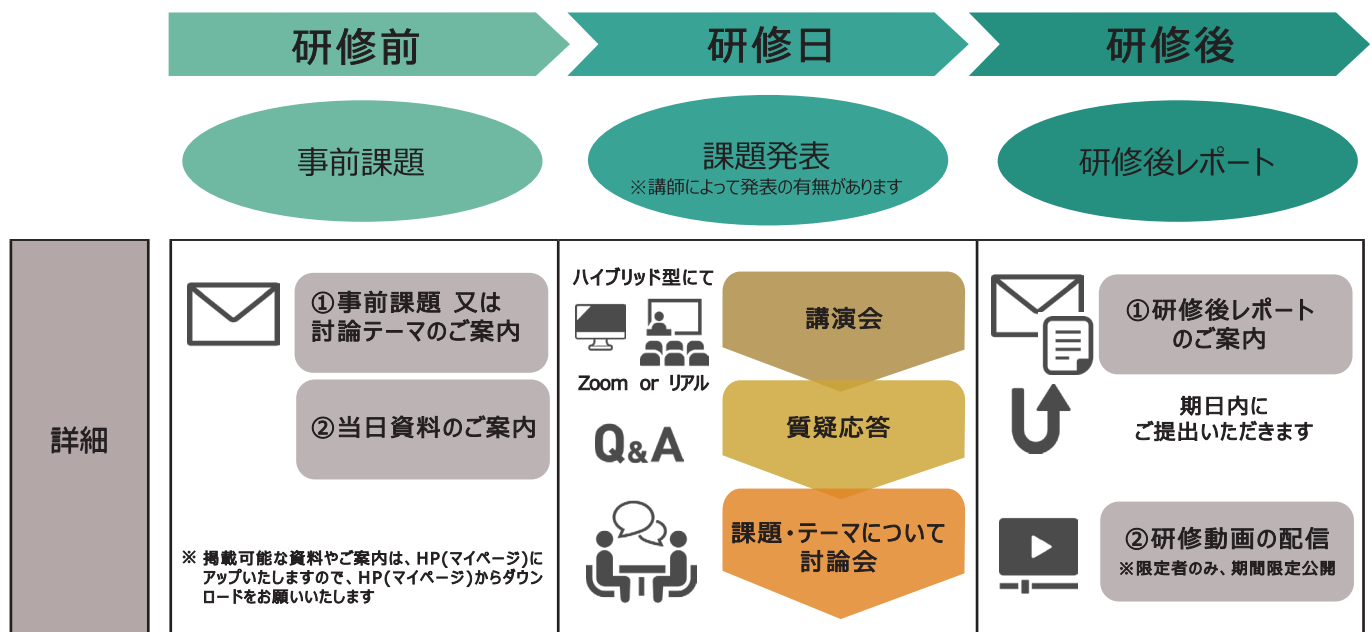 研修前
研修日
研修後
事前課題
課題発表
※講師によって発表の有無があります
研修後レポート
詳細
①事前課題 又は
討論テーマのご案内
②当日資料のご案内
※ 掲載可能な資料やご案内は、HP(マイページ)に
アップいたしますので、HP(マイページ)からダウン
ロードをお願いいたします
ハイブリッド型にて
Zoom or リアル
講演会
Q&A
質疑応答
課題・テーマについて
討論会
①研修後レポート
のご案内
期日内に
ご提出いただきます
②研修動画の配信
※限定者のみ、期間限定公開